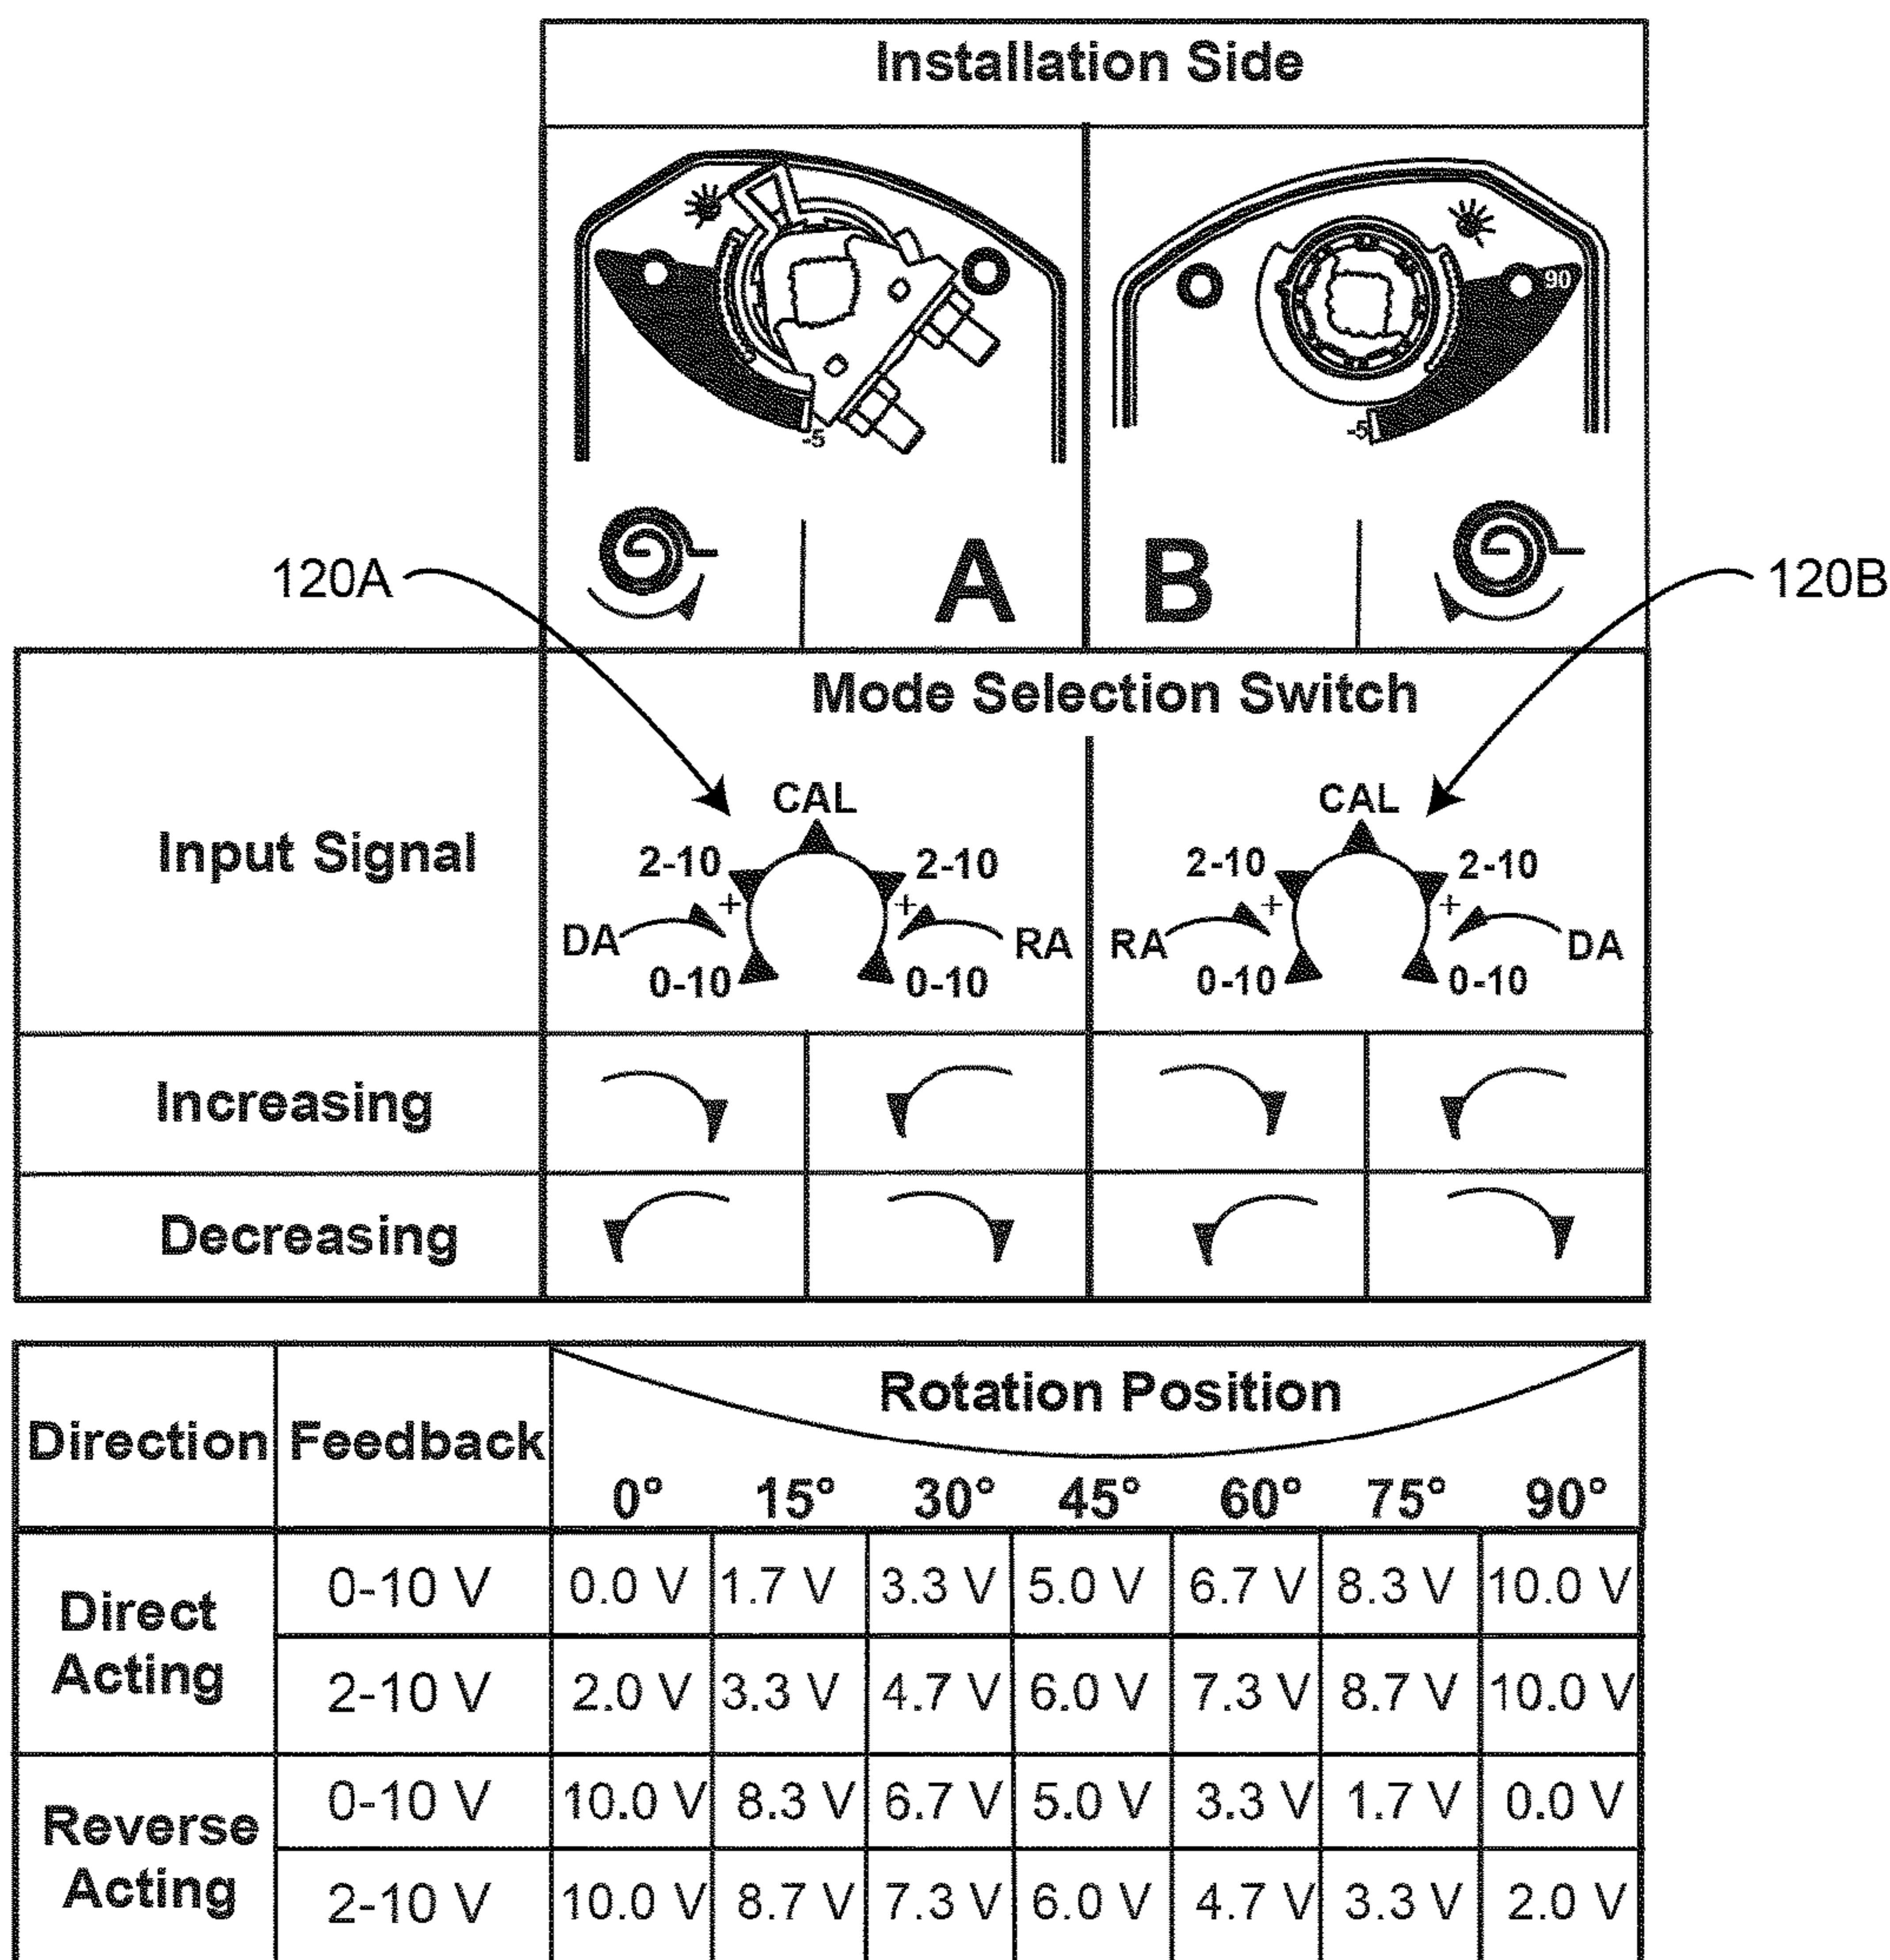 Installation Side
90
-5
-5
A
B
120A
120B
Mode Selection Switch
Input Signal
CAL
2-10
2-10
+
+
DA
RA
0-10
0-10
CAL
2-10
2-10
+
+
RA
DA
0-10
0-10
Increasing
Decreasing
Direction
Feedback
Rotation Position
0° 15° 30° 45° 60° 75° 90°
Direct
Acting
0-10 V 0.0 V 1.7 V 3.3 V 5.0 V 6.7 V 8.3 V 10.0 V
2-10 V 2.0 V 3.3 V 4.7 V 6.0 V 7.3 V 8.7 V 10.0 V
Reverse
Acting
0-10 V 10.0 V 8.3 V 6.7 V 5.0 V 3.3 V 1.7 V 0.0 V
2-10 V 10.0 V 8.7 V 7.3 V 6.0 V 4.7 V 3.3 V 2.0 V